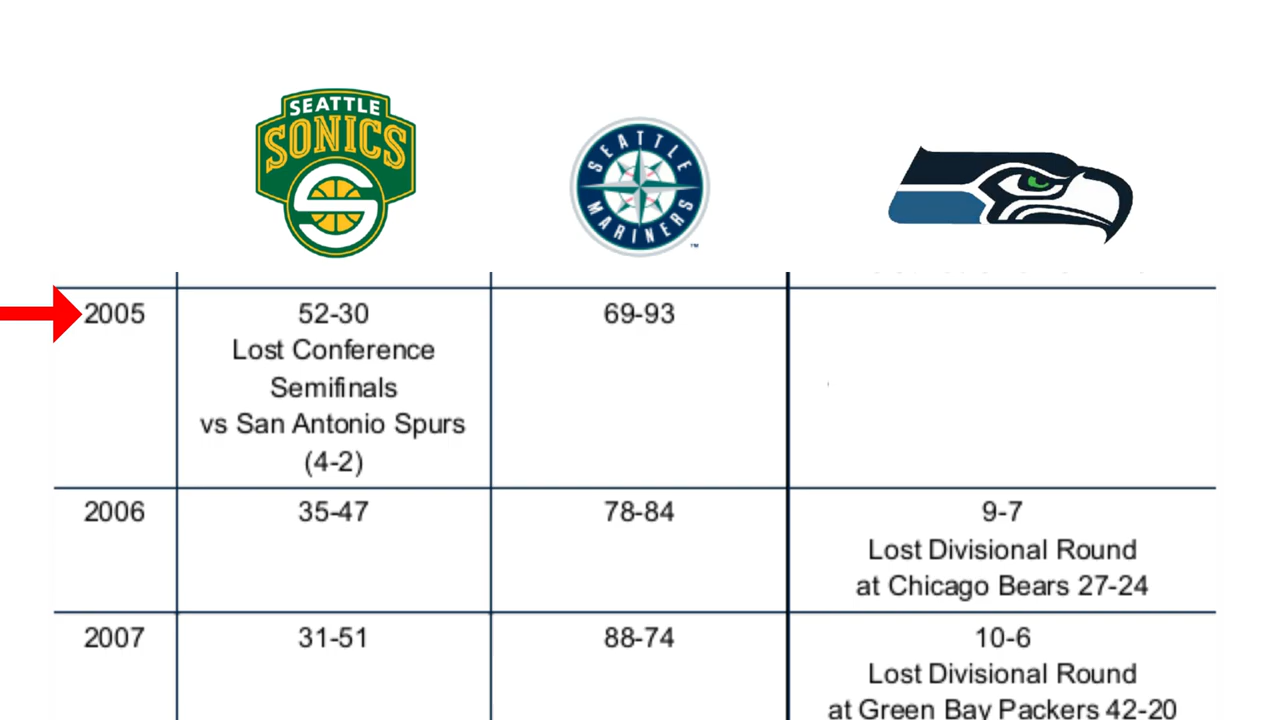 SEATTLE
SONICS
SEATTLE
MARINERS
TM
2005 52-30 69-93
Lost Conference
Semifinals
vs San Antonio Spurs
(4-2)
2006 35-47 78-84 9-7
Lost Divisional Round
at Chicago Bears 27-24
2007 31-51 88-74 10-6
Lost Divisional Round
at Green Bay Packers 42-20